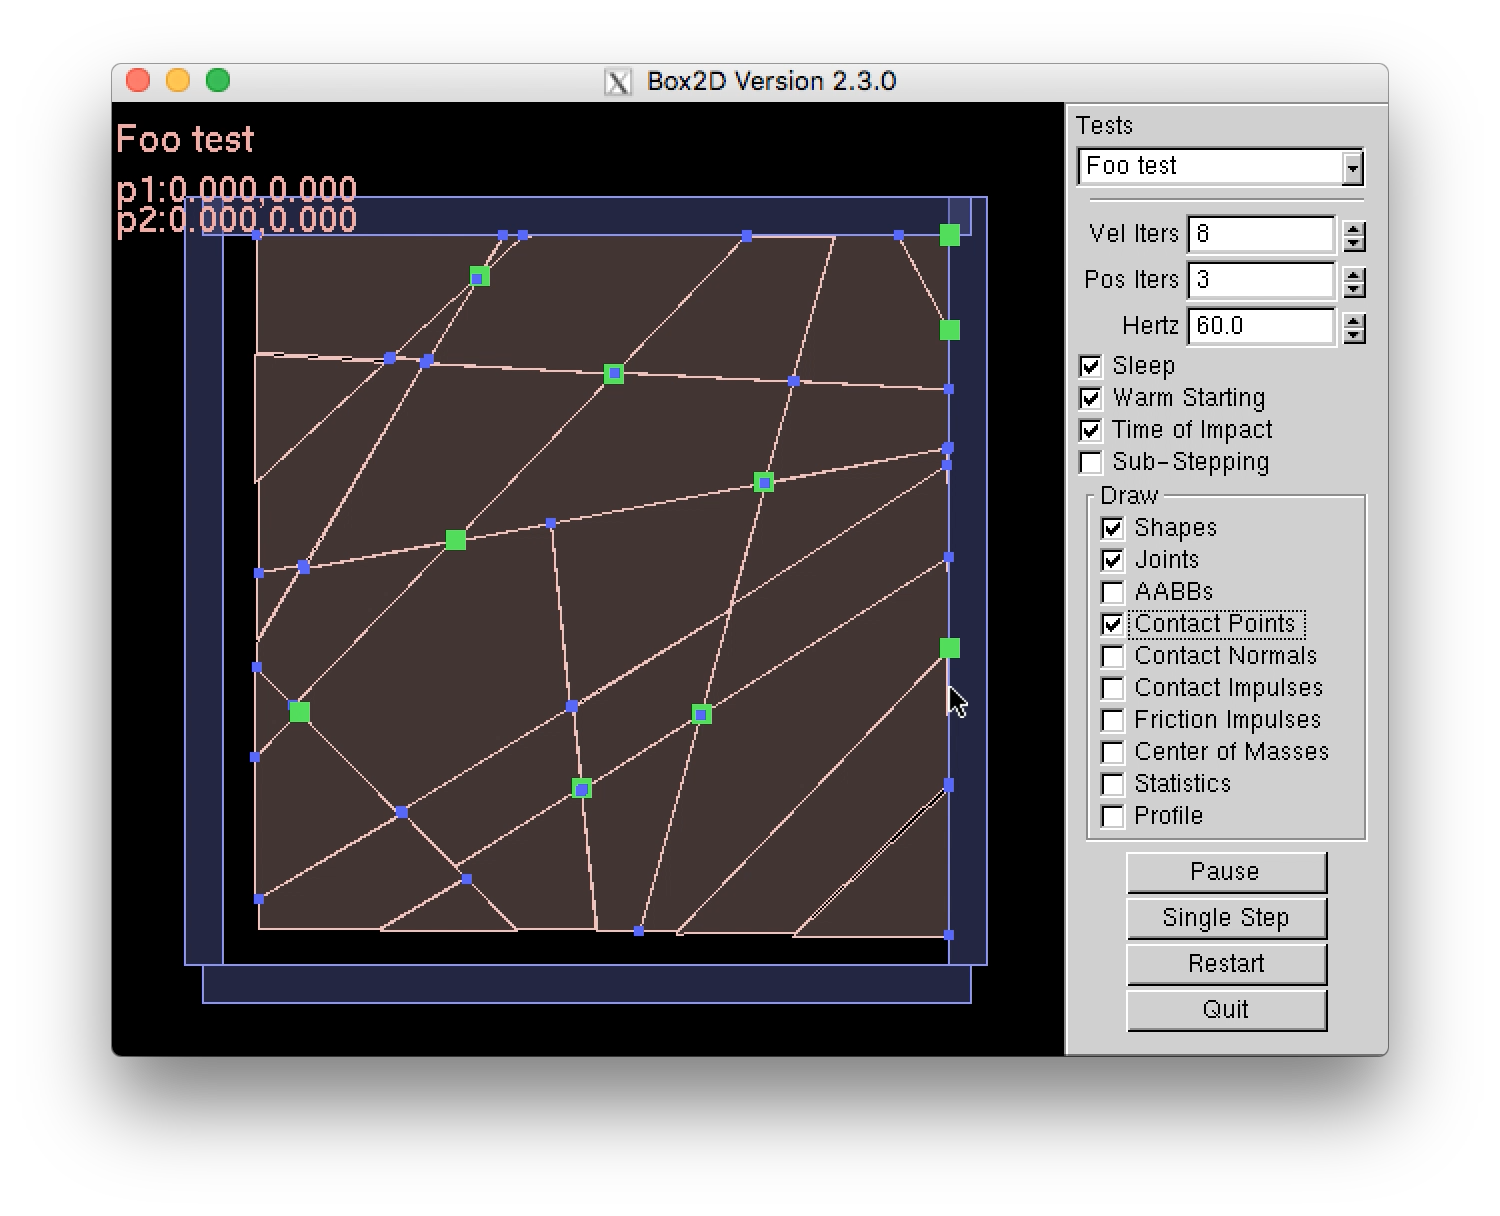 Box2D Version 2.3.0
Foo test
p1:0.000,0.000
p2:0.000,0.000
Tests
Foo test
Vel Iters 8
Pos Iters 3
Hertz 60.0
Sleep
Warm Starting
Time of Impact
Sub-Stepping
Draw
Shapes
Joints
AABBs
Contact Points
Contact Normals
Contact Impulses
Friction Impulses
Center of Masses
Statistics
Profile
Pause
Single Step
Restart
Quit